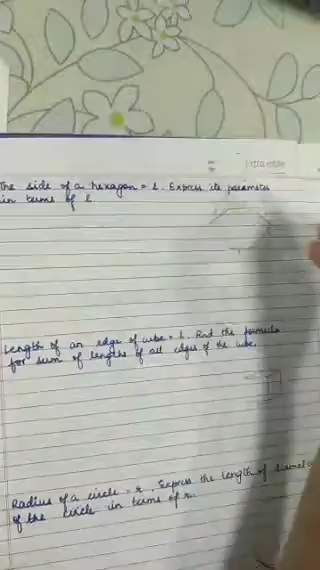 The side of a hexagon = l. Express its parameter
in terms of l
Length of an edge of cube = l. Find the formula
for sum of lengths of all edges of the cube.
Radius of a circle = r. Express the length of
of the circle in terms of r.